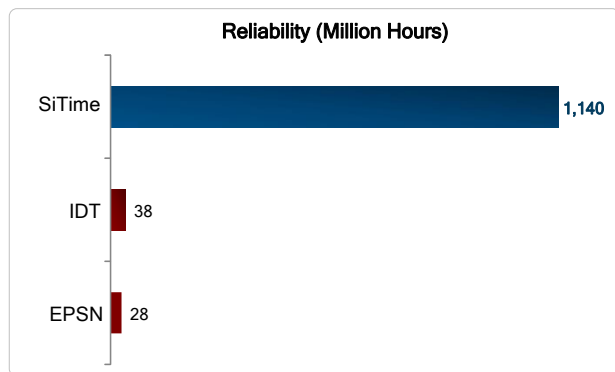 Reliability (Million Hours)
SiTime
1,140
IDT
38
EPSN
28